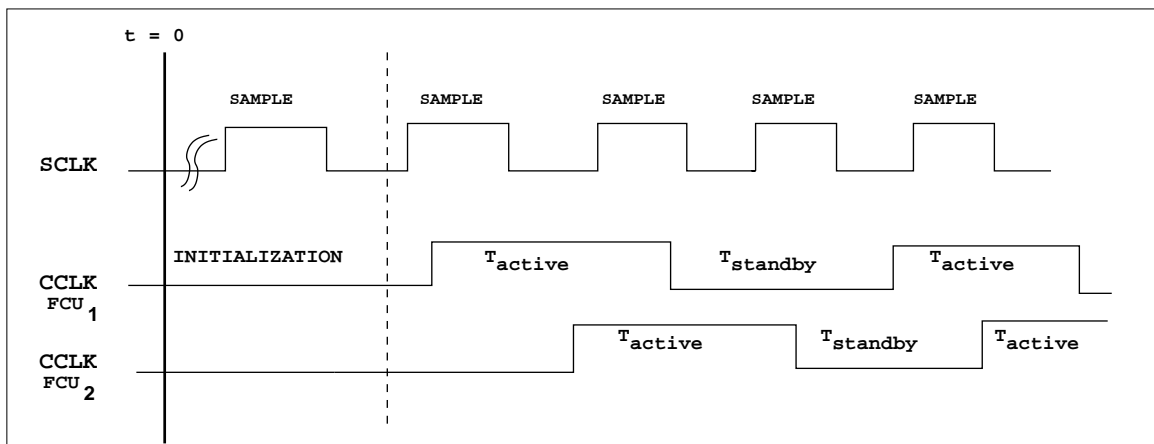 t = 0
SAMPLE SAMPLE SAMPLE SAMPLE SAMPLE
SCLK
INITIALIZATION Tactive Tstandby Tactive
CCLK
FCU1
Tactive Tstandby Tactive
CCLK
FCU2